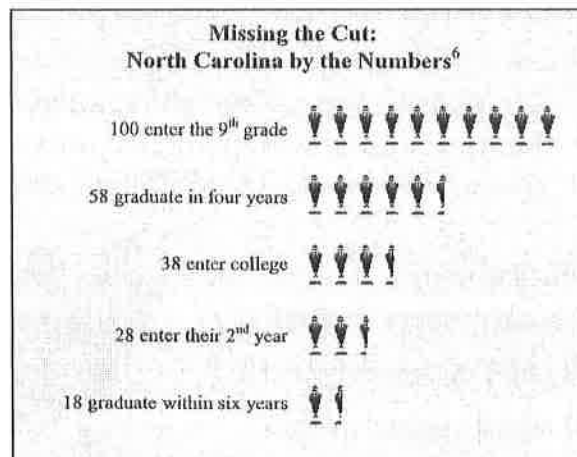 Missing the Cut:
North Carolina by the Numbers⁶
100 enter the 9ᵗʰ grade
58 graduate in four years
38 enter college
28 enter their 2ⁿᵈ year
18 graduate within six years